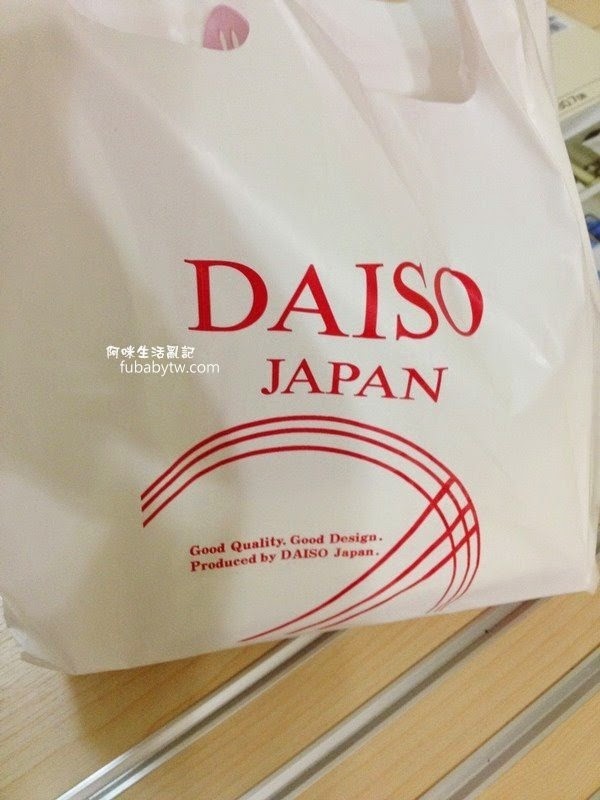 DAISO
阿咪生活亂記
fubabytw.com
JAPAN
Good Quality. Good Design.
Produced by DAISO Japan.